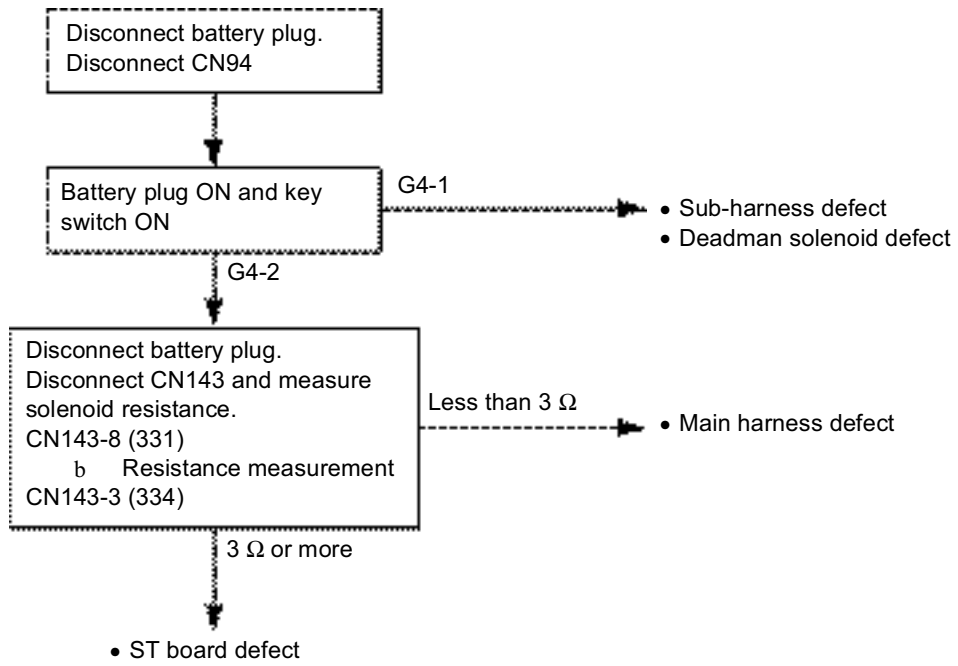 Disconnect battery plug.
Disconnect CN94
Battery plug ON and key
switch ON
G4-1
• Sub-harness defect
• Deadman solenoid defect
G4-2
Disconnect battery plug.
Disconnect CN143 and measure
solenoid resistance.
CN143-8 (331)
b Resistance measurement
CN143-3 (334)
Less than 3 Ω
• Main harness defect
3 Ω or more
• ST board defect